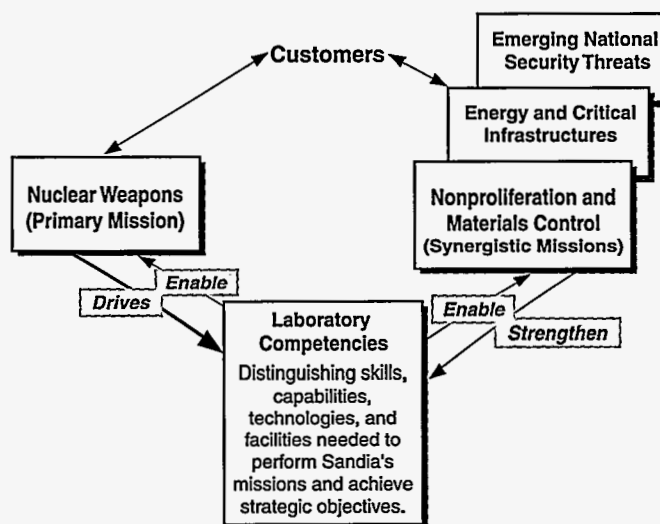 Customers
Emerging National
Security Threats
Energy and Critical
Infrastructures
Nuclear Weapons
(Primary Mission)
Nonproliferation and
Materials Control
(Synergistic Missions)
Drives
Enable
Enable
Strengthen
Laboratory
Competencies
Distinguishing skills,
capabilities,
technologies, and
facilities needed to
perform Sandia's
missions and achieve
strategic objectives.